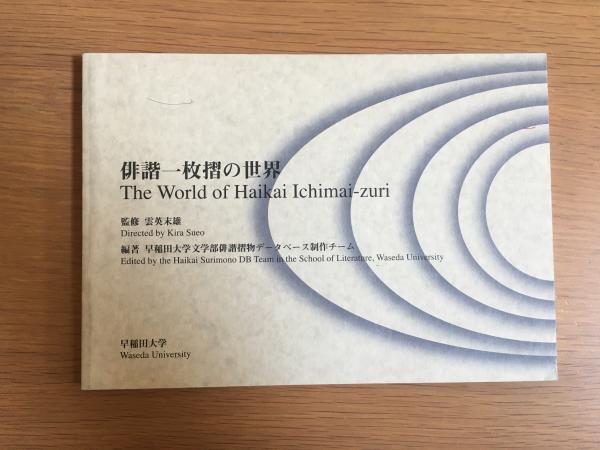 俳諧一枚摺の世界
The World of Haikai Ichimai-zuri
監修 雲英末雄
Directed by Kira Sueo
編著 早稲田大学文学部俳諧摺物データベース制作チーム
Edited by the Haikai Surimono DB Team in the School of Literature, Waseda University
早稲田大学
Waseda University